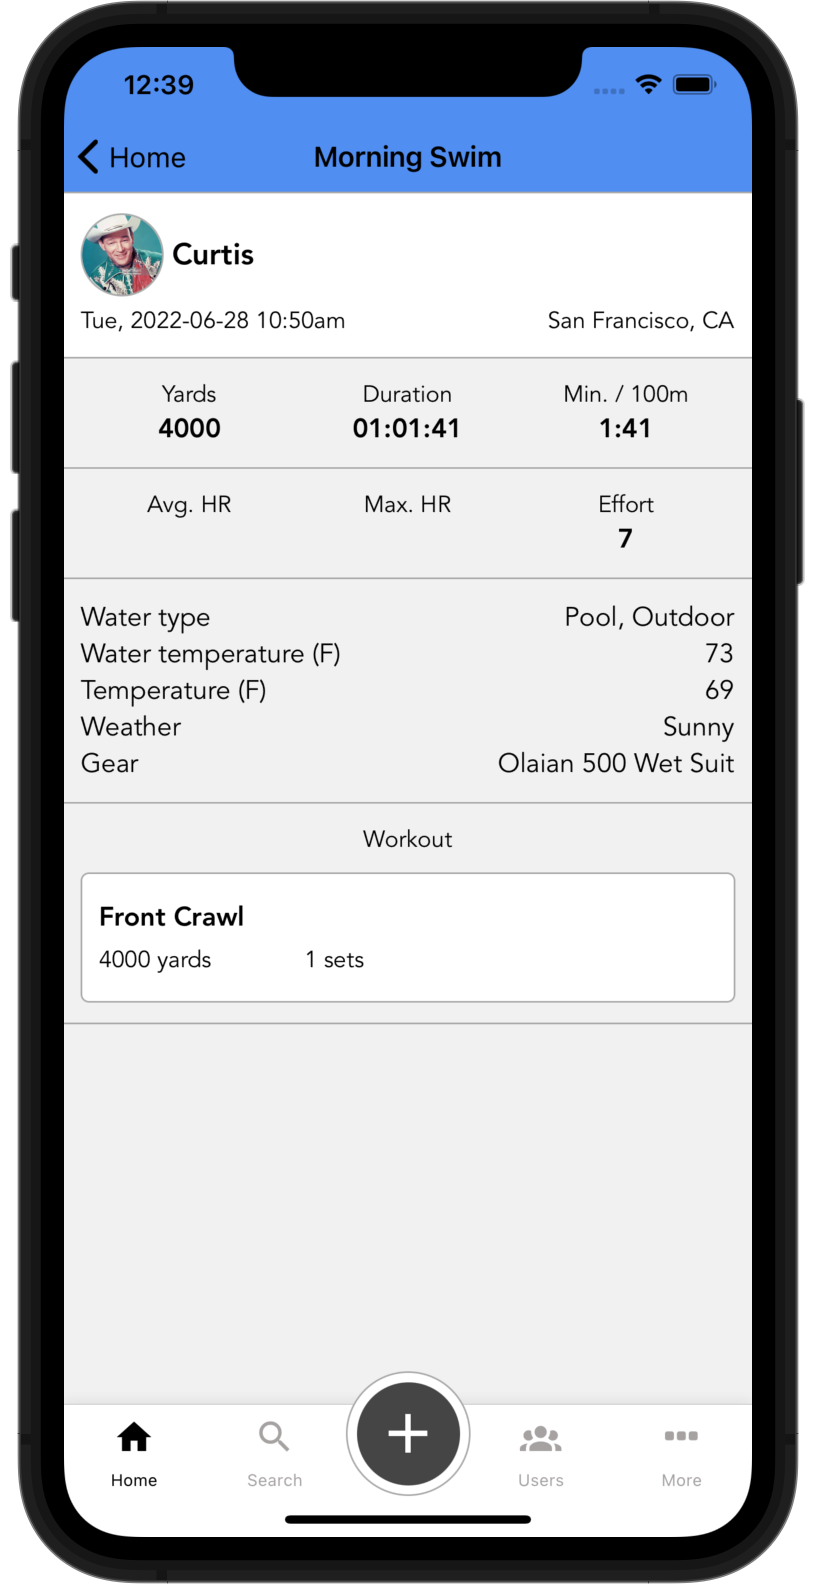 12:39
Home
Morning Swim
Curtis
Tue, 2022-06-28 10:50am San Francisco, CA
Yards Duration Min. / 100m
4000 01:01:41 1:41
Avg. HR Max. HR Effort
7
Water type Pool, Outdoor
Water temperature (F) 73
Temperature (F) 69
Weather Sunny
Gear Olaian 500 Wet Suit
Workout
Front Crawl
4000 yards 1 sets
Home Search Users More